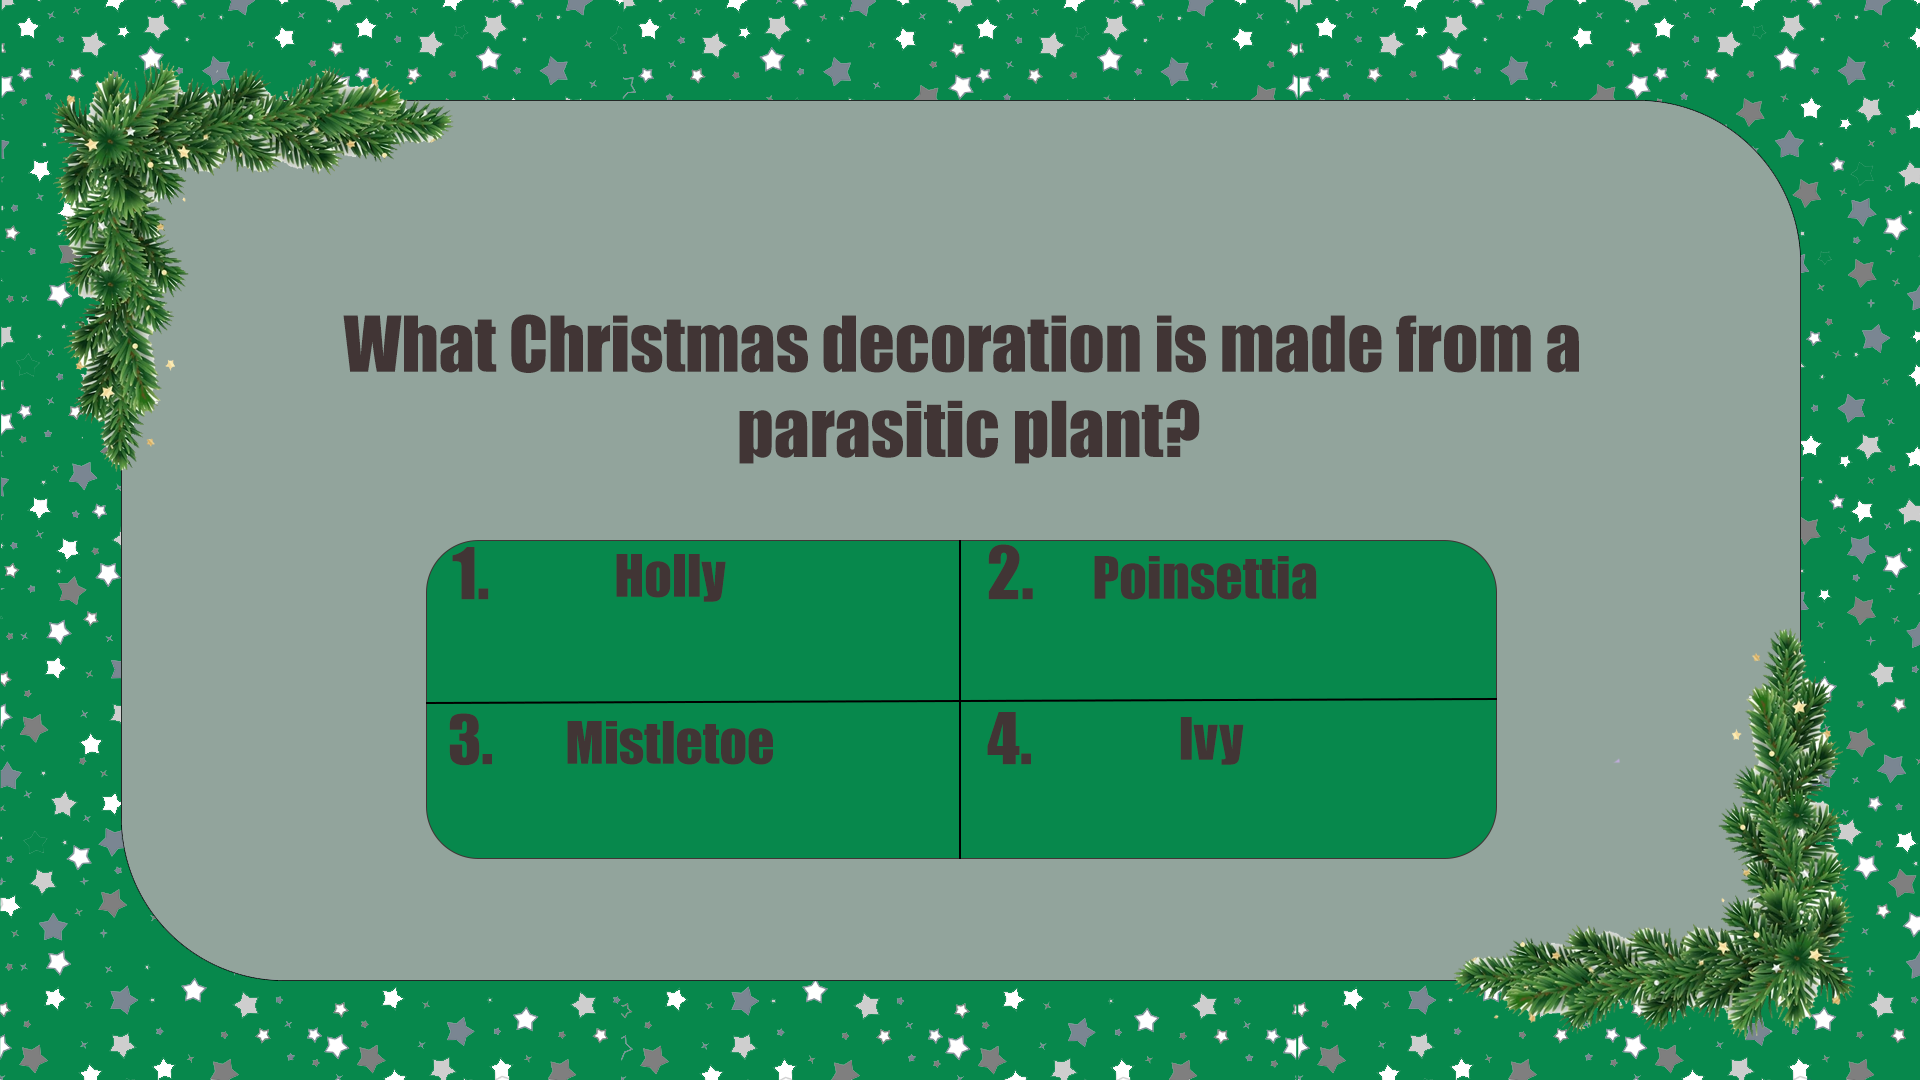 What Christmas decoration is made from a
parasitic plant?
1. Holly
2. Poinsettia
3. Mistletoe
4. Ivy